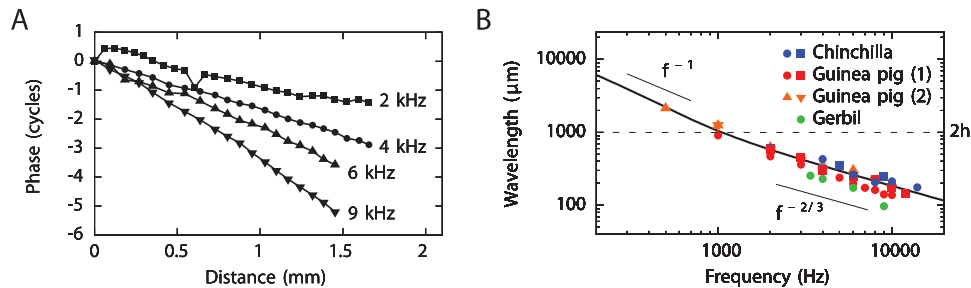 A
1
0
-1
-2
-3
-4
-5
-6
Phase (cycles)
2 kHz
4 kHz
6 kHz
9 kHz
0
0.5
1
1.5
2
Distance (mm)
B
10000
1000
100
Wavelength (μm)
f⁻¹
Chinchilla
Guinea pig (1)
Guinea pig (2)
Gerbil
2h
f⁻²/³
1000
10000
Frequency (Hz)